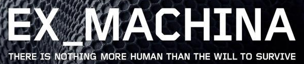 EX_MACHINA
THERE IS NOTHING MORE HUMAN THAN THE WILL TO SURVIVE